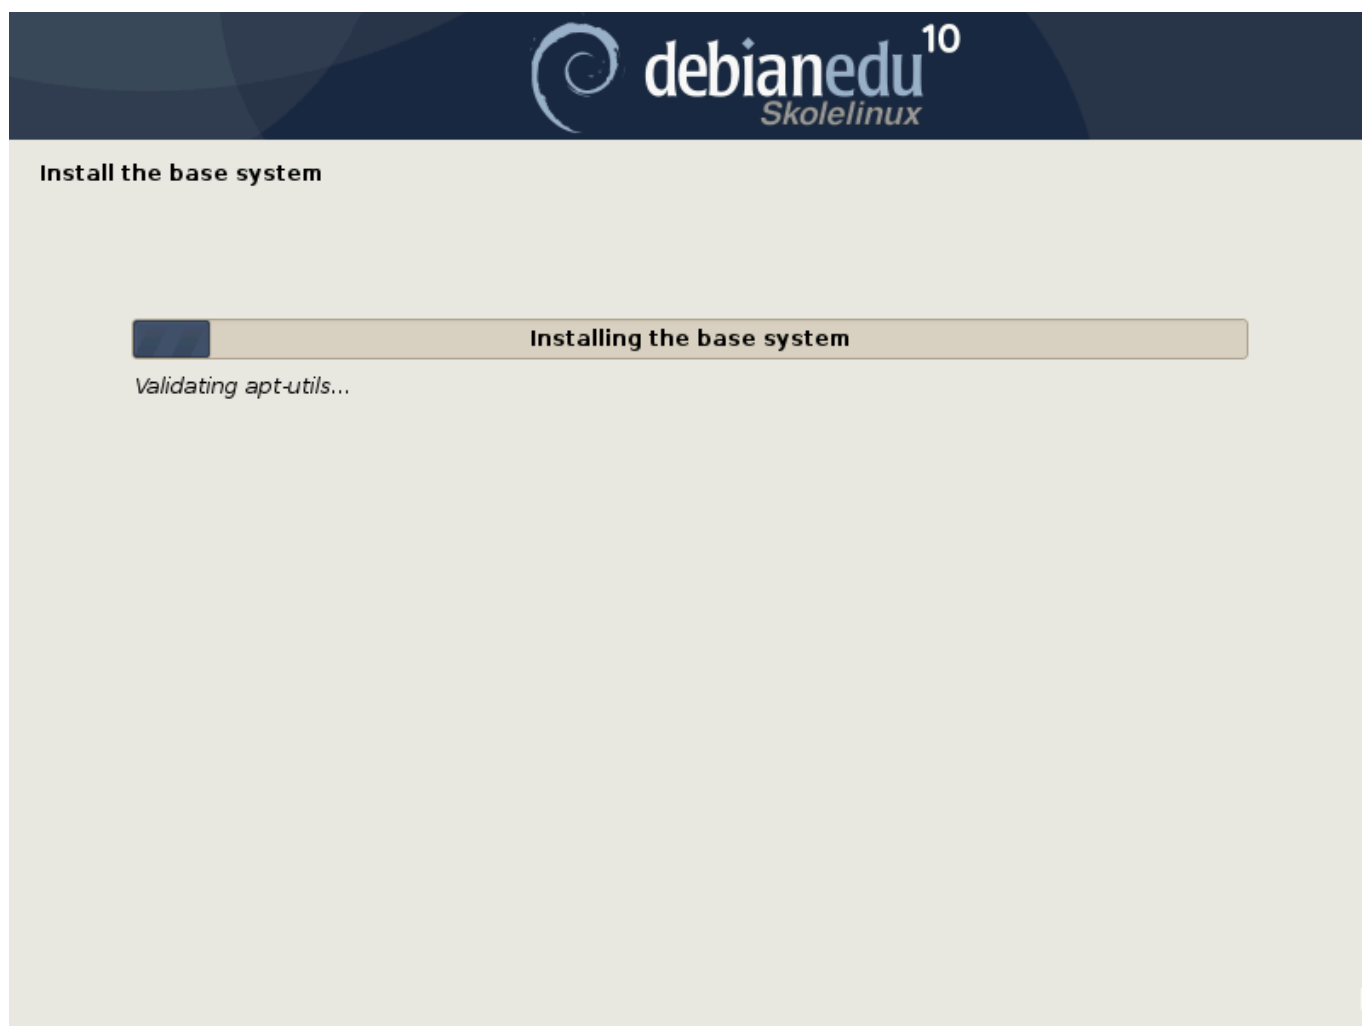 debianedu 10
Skolelinux
Install the base system
Installing the base system
Validating apt-utils...